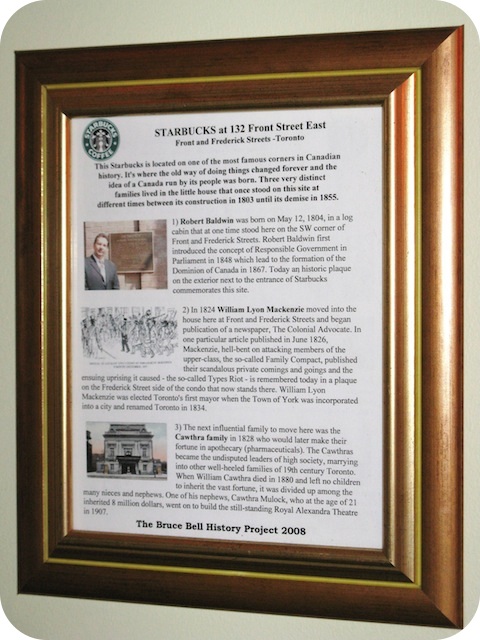 STARBUCKS
COFFEE
STARBUCKS at 132 Front Street East
Front and Frederick Streets -Toronto
This Starbucks is located on one of the most famous corners in Canadian
history. It's where the old way of doing things changed forever and the
idea of a Canada run by its people was born. Three very distinct
families lived in the little house that once stood on this site at
different times between its construction in 1803 until its demise in 1855.
1) Robert Baldwin was born on May 12, 1804, in a log
cabin that at one time stood here on the SW corner of
Front and Frederick Streets. Robert Baldwin first
introduced the concept of Responsible Government in
Parliament in 1848 which lead to the formation of the
Dominion of Canada in 1867. Today an historic plaque
on the exterior next to the entrance of Starbucks
commemorates this site.
2) In 1824 William Lyon Mackenzie moved into the
house here at Front and Frederick Streets and began
publication of a newspaper, The Colonial Advocate. In
one particular article published in June 1826,
Mackenzie, hell-bent on attacking members of the
upper-class, the so-called Family Compact, published
their scandalous private comings and goings and the
ensuing uprising it caused - the so-called Types Riot - is remembered today in a plaque
on the Frederick Street side of the condo that now stands there. William Lyon
Mackenzie was elected Toronto's first mayor when the Town of York was incorporated
into a city and renamed Toronto in 1834.
3) The next influential family to move here was the
Cawthra family in 1828 who would later make their
fortune in apothecary (pharmaceuticals). The Cawthras
became the undisputed leaders of high society, marrying
into other well-heeled families of 19th century Toronto.
When William Cawthra died in 1880 and left no children
to inherit the vast fortune, it was divided up among the
many nieces and nephews. One of his nephews, Cawthra Mulock, who at the age of 21
inherited 8 million dollars, went on to build the still-standing Royal Alexandra Theatre
in 1907.
The Bruce Bell History Project 2008